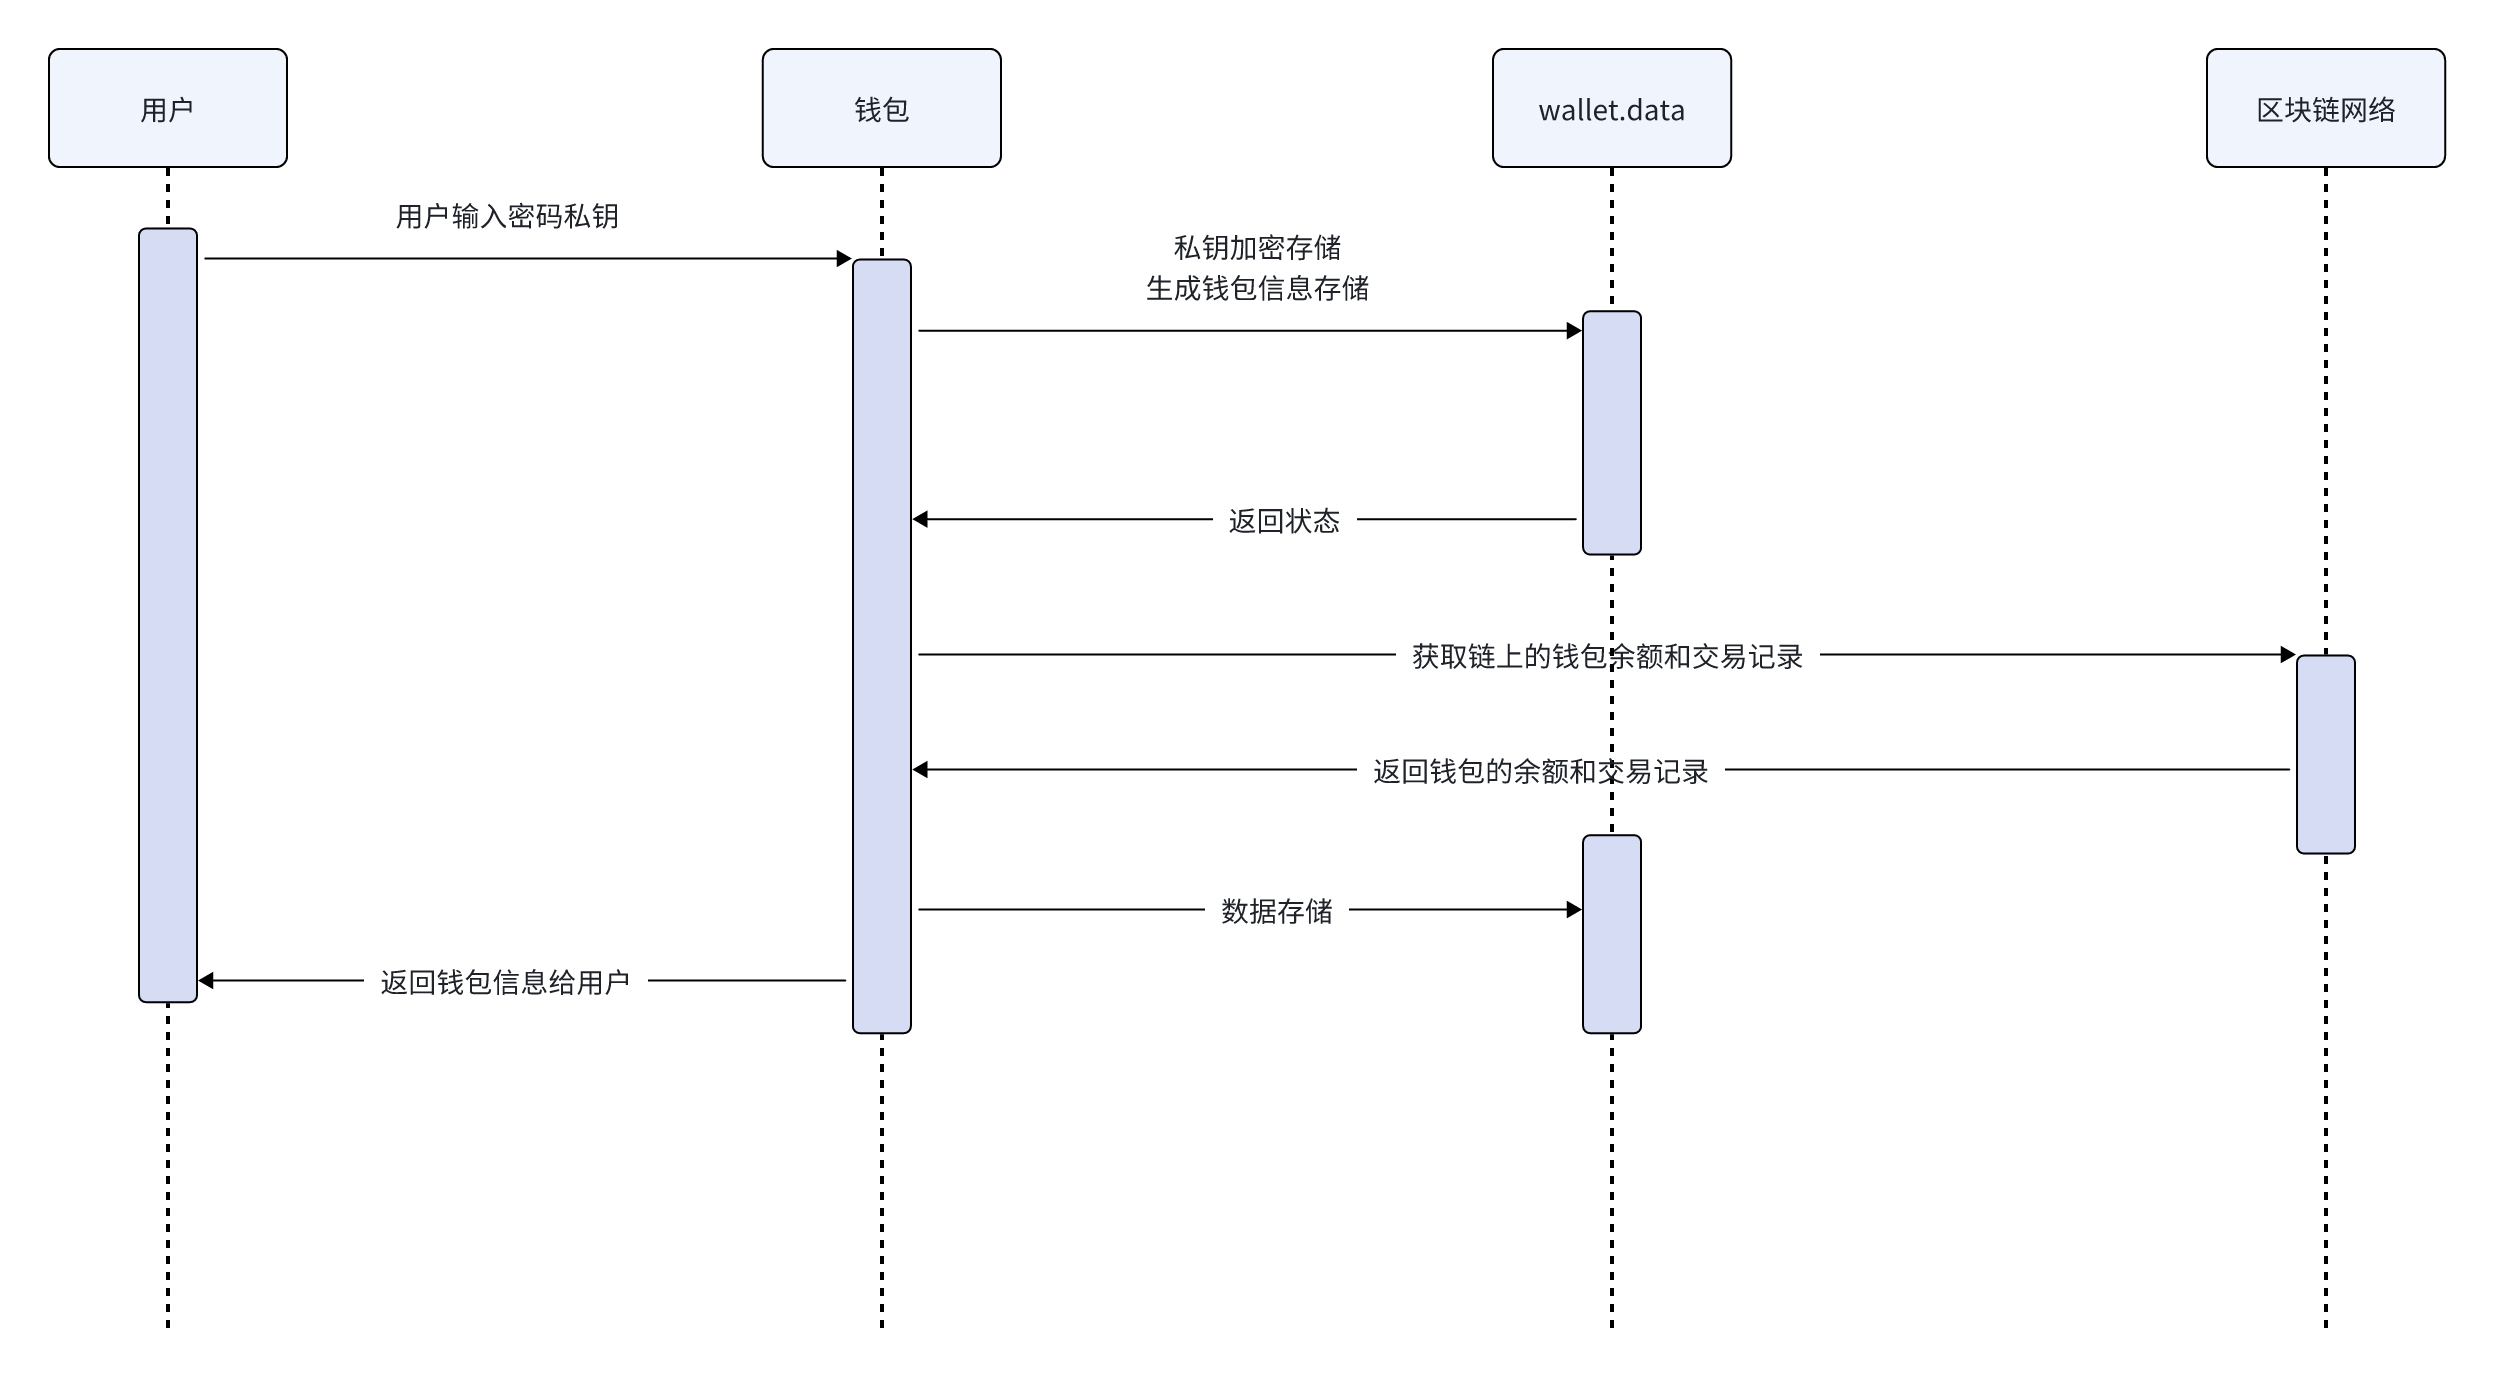 用户
钱包
wallet.data
区块链网络
用户输入密码私钥
私钥加密存储
生成钱包信息存储
返回状态
获取链上的钱包余额和交易记录
返回钱包的余额和交易记录
数据存储
返回钱包信息给用户